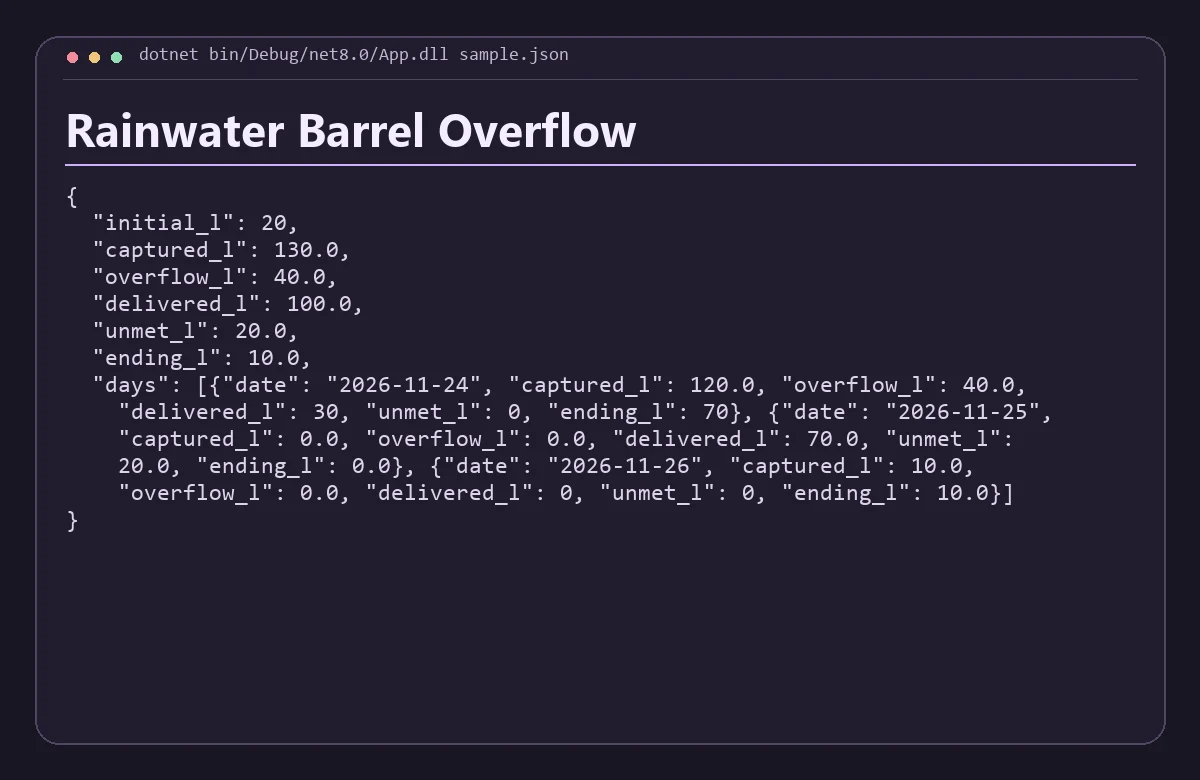 dotnet bin/Debug/net8.0/App.dll sample.json
Rainwater Barrel Overflow
{
  "initial_l": 20,
  "captured_l": 130.0,
  "overflow_l": 40.0,
  "delivered_l": 100.0,
  "unmet_l": 20.0,
  "ending_l": 10.0,
  "days": [{"date": "2026-11-24", "captured_l": 120.0, "overflow_l": 40.0,
    "delivered_l": 30, "unmet_l": 0, "ending_l": 70}, {"date": "2026-11-25",
    "captured_l": 0.0, "overflow_l": 0.0, "delivered_l": 70.0, "unmet_l":
    20.0, "ending_l": 0.0}, {"date": "2026-11-26", "captured_l": 10.0,
    "overflow_l": 0.0, "delivered_l": 0, "unmet_l": 0, "ending_l": 10.0}]
}